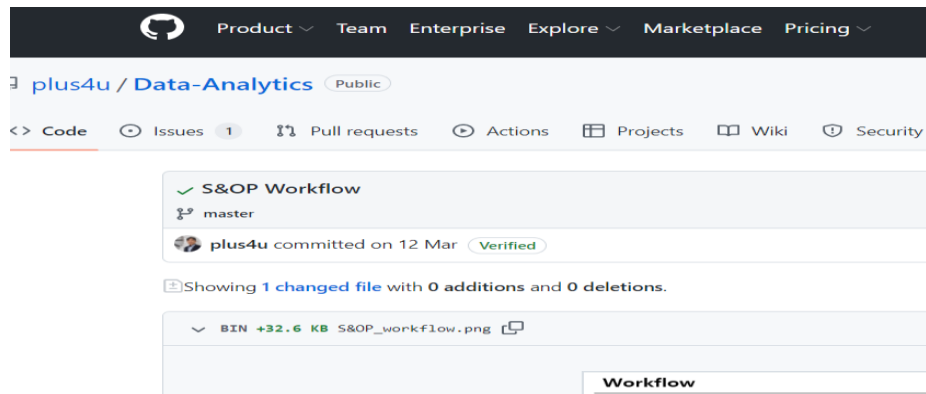 Product Team Enterprise Explore Marketplace Pricing
plus4u / Data-Analytics Public
<> Code Issues 1 Pull requests Actions Projects Wiki Security
S&OP Workflow
master
plus4u committed on 12 Mar Verified
Showing 1 changed file with 0 additions and 0 deletions.
BIN +32.6 KB S&OP_workflow.png
Workflow